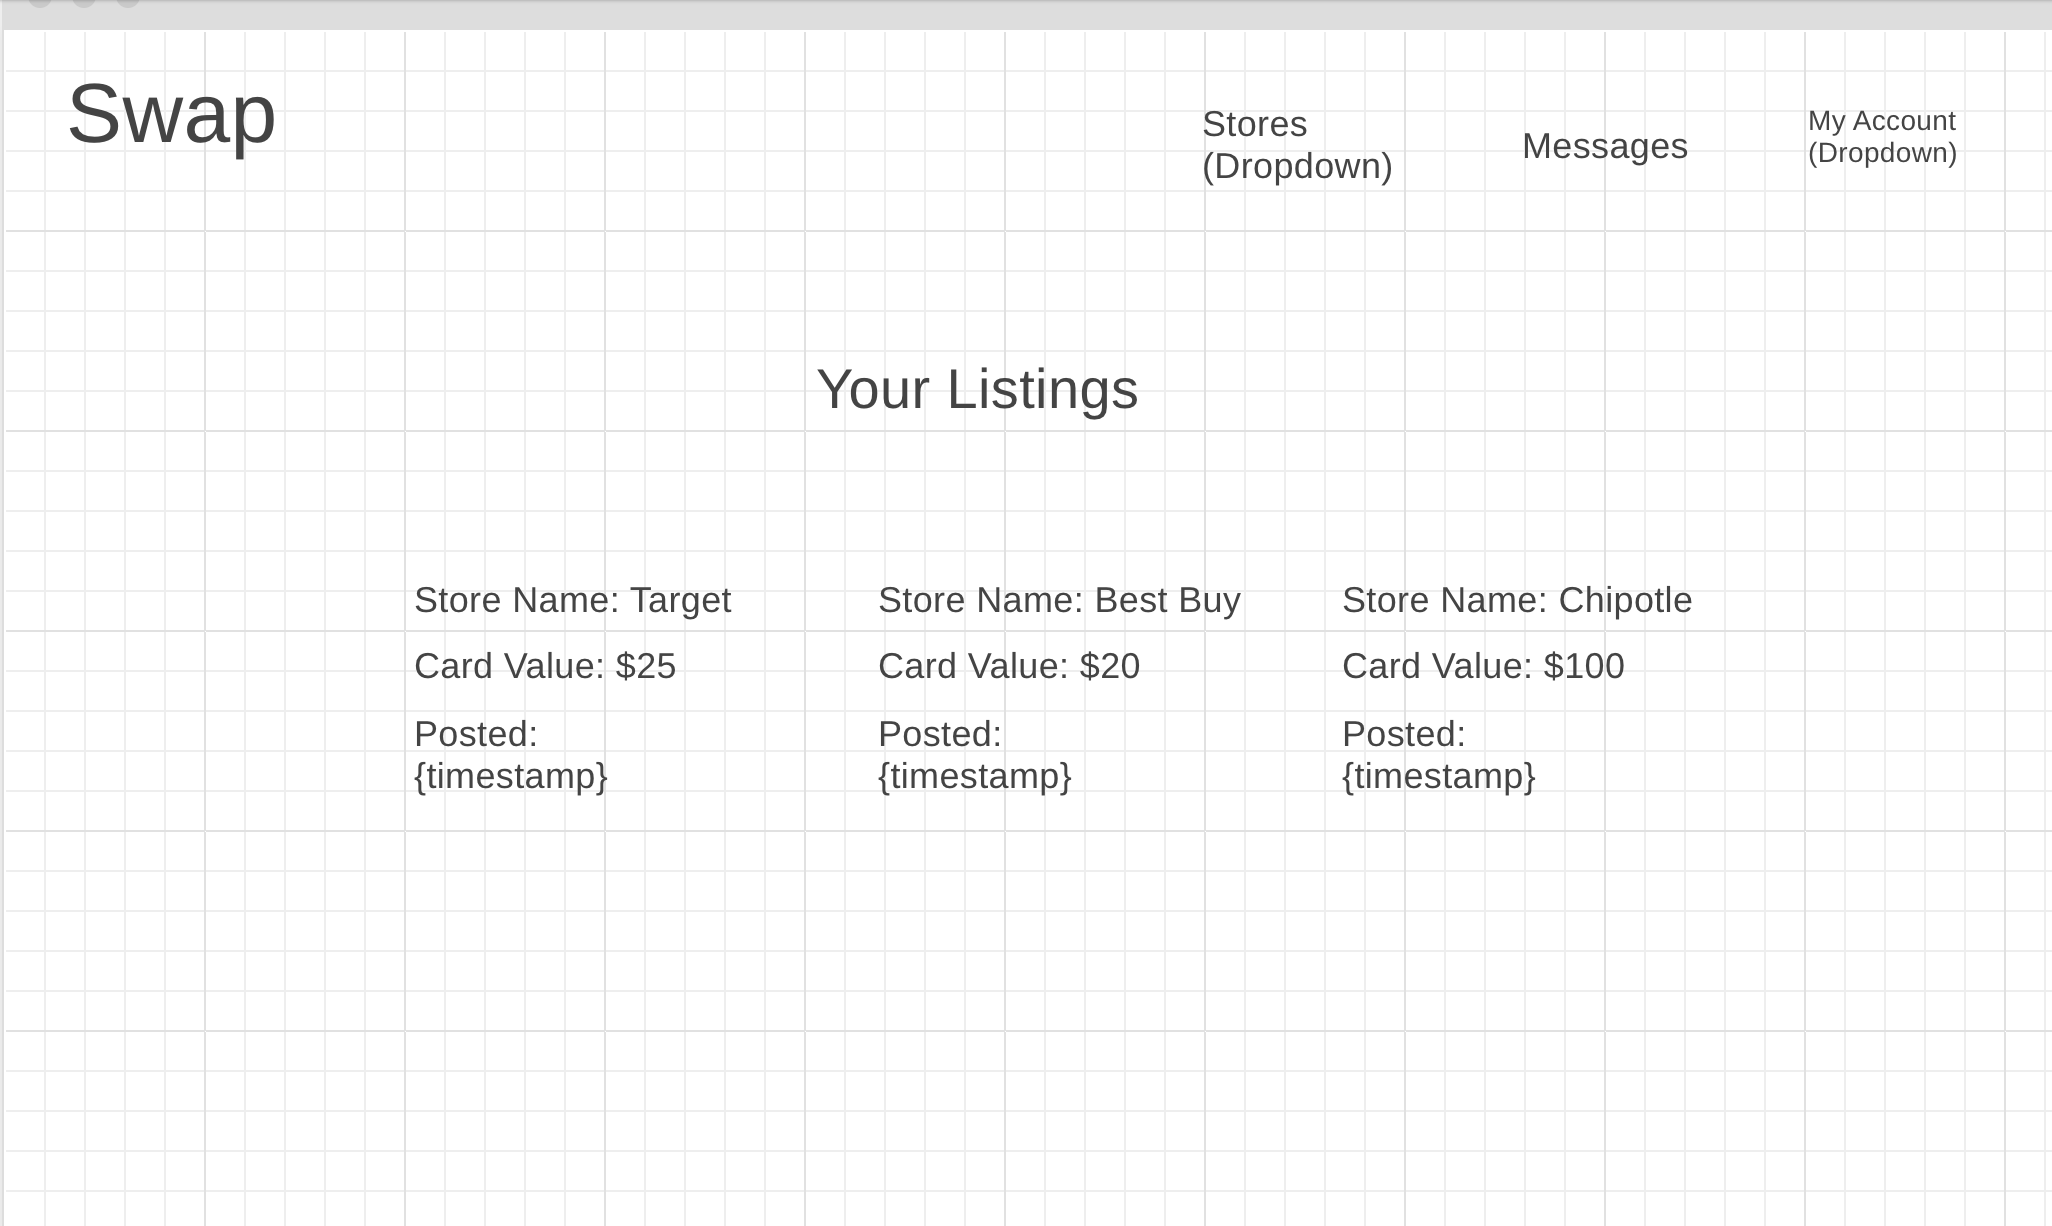 Swap
Stores
(Dropdown)
Messages
My Account
(Dropdown)
Your Listings
Store Name: Target
Card Value: $25
Posted:
{timestamp}
Store Name: Best Buy
Card Value: $20
Posted:
{timestamp}
Store Name: Chipotle
Card Value: $100
Posted:
{timestamp}